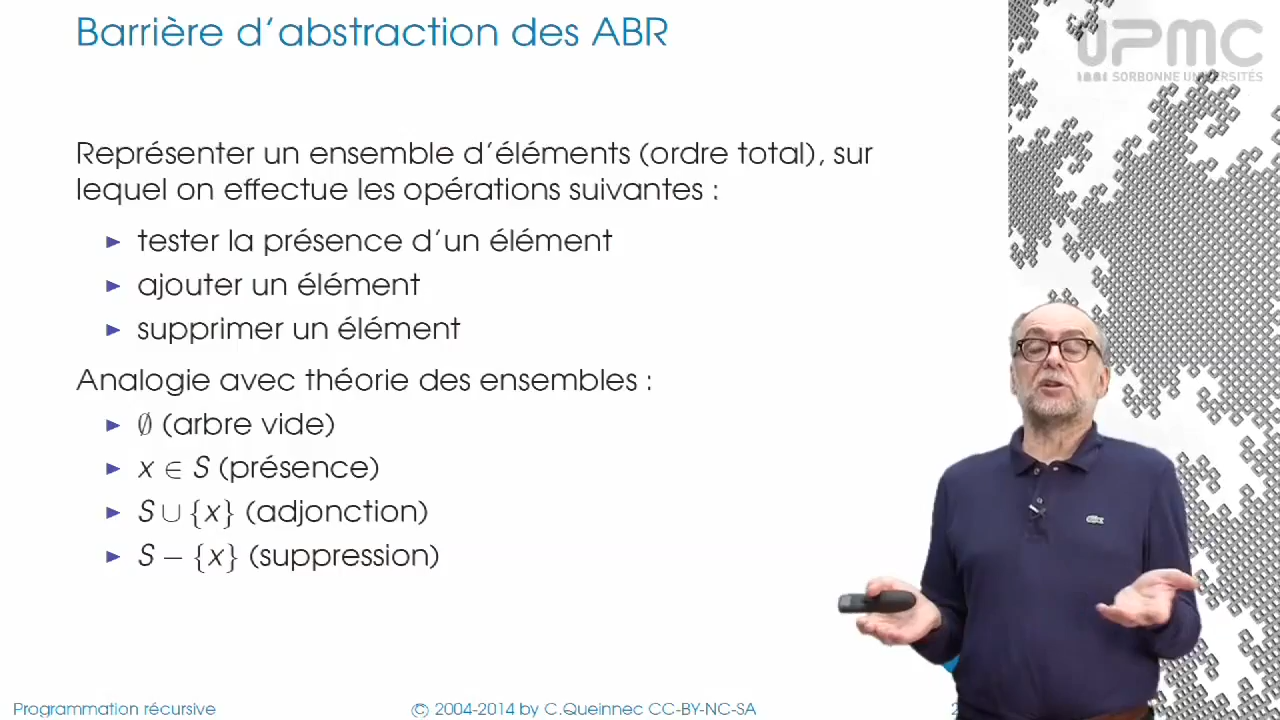 Barrière d'abstraction des ABR
UPMC
SORBONNE UNIVERSITÉS
Représenter un ensemble d'éléments (ordre total), sur
lequel on effectue les opérations suivantes :
► tester la présence d'un élément
► ajouter un élément
► supprimer un élément
Analogie avec théorie des ensembles :
► ∅ (arbre vide)
► x ∈ S (présence)
► S ∪ {x} (adjonction)
► S − {x} (suppression)
Programmation récursive
© 2004-2014 by C.Queinnec CC-BY-NC-SA